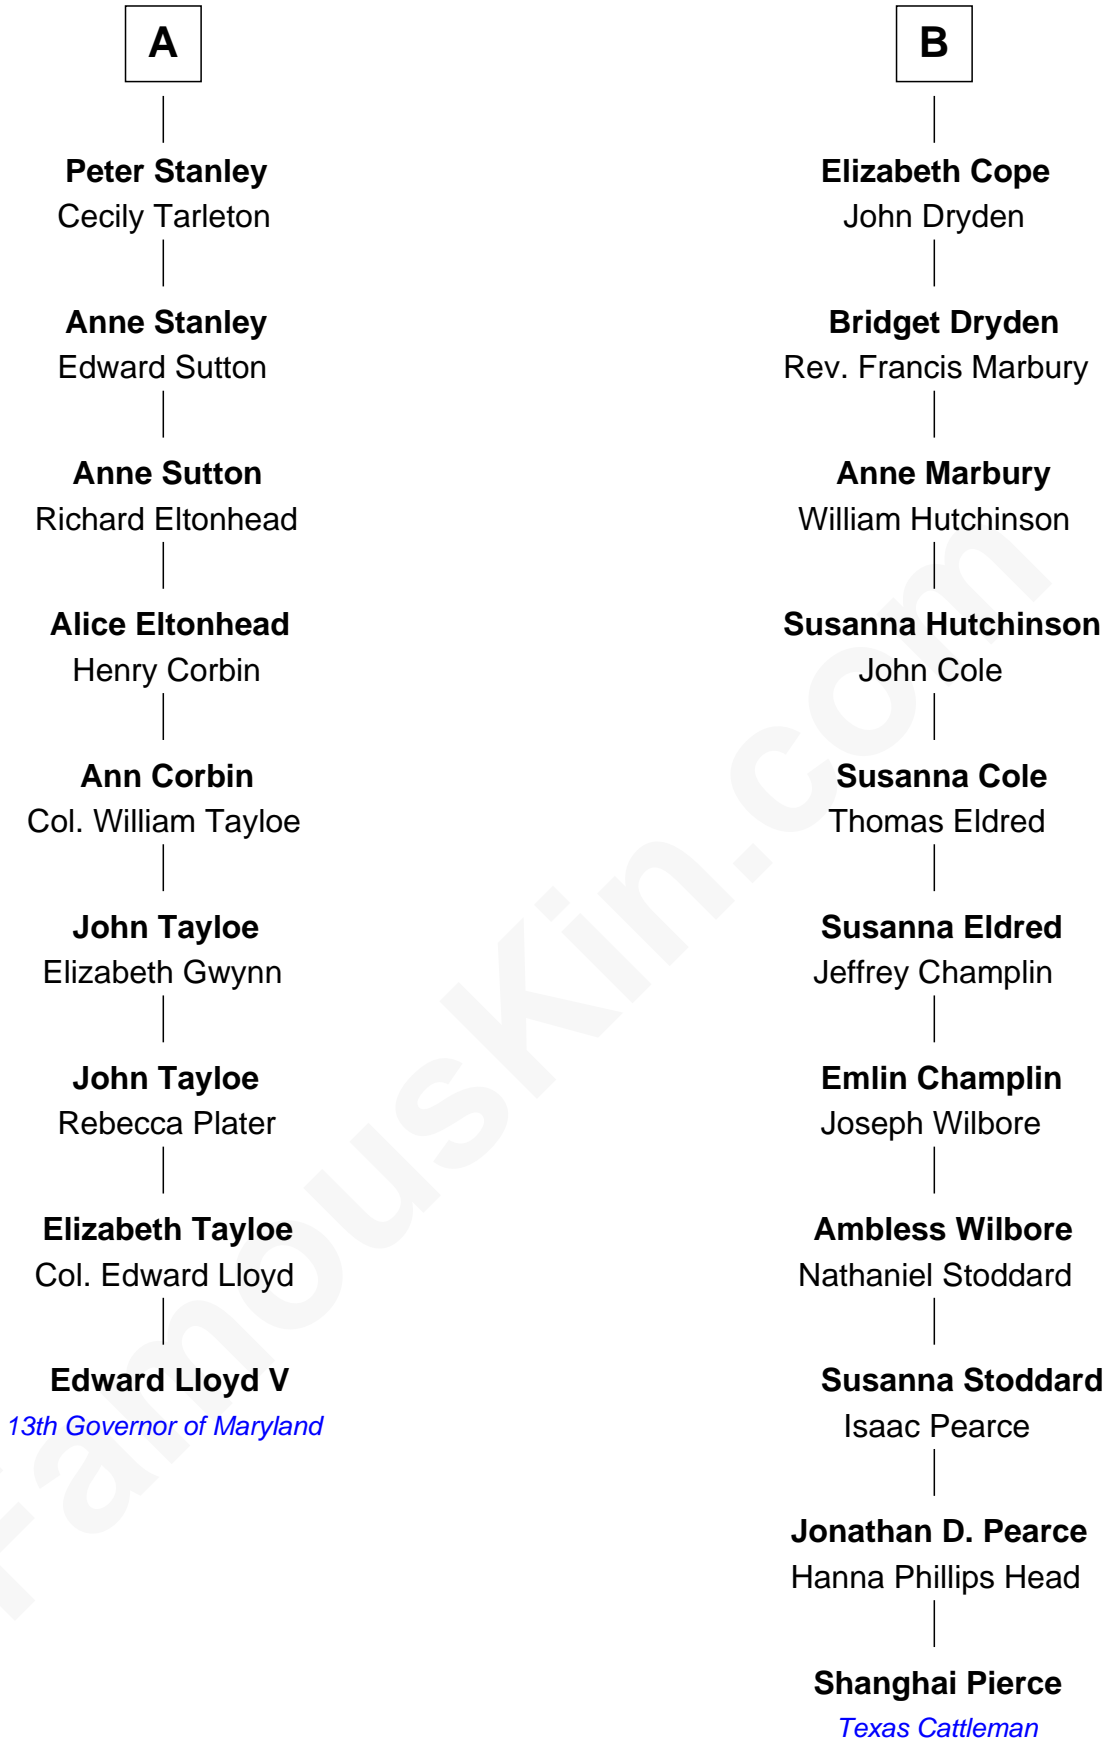 A
Peter Stanley
Cecily Tarleton
Anne Stanley
Edward Sutton
Anne Sutton
Richard Eltonhead
Alice Eltonhead
Henry Corbin
Ann Corbin
Col. William Tayloe
John Tayloe
Elizabeth Gwynn
John Tayloe
Rebecca Plater
Elizabeth Tayloe
Col. Edward Lloyd
Edward Lloyd V
13th Governor of Maryland
B
Elizabeth Cope
John Dryden
Bridget Dryden
Rev. Francis Marbury
Anne Marbury
William Hutchinson
Susanna Hutchinson
John Cole
Susanna Cole
Thomas Eldred
Susanna Eldred
Jeffrey Champlin
Emlin Champlin
Joseph Wilbore
Ambless Wilbore
Nathaniel Stoddard
Susanna Stoddard
Isaac Pearce
Jonathan D. Pearce
Hanna Phillips Head
Shanghai Pierce
Texas Cattleman
FamousKin.com